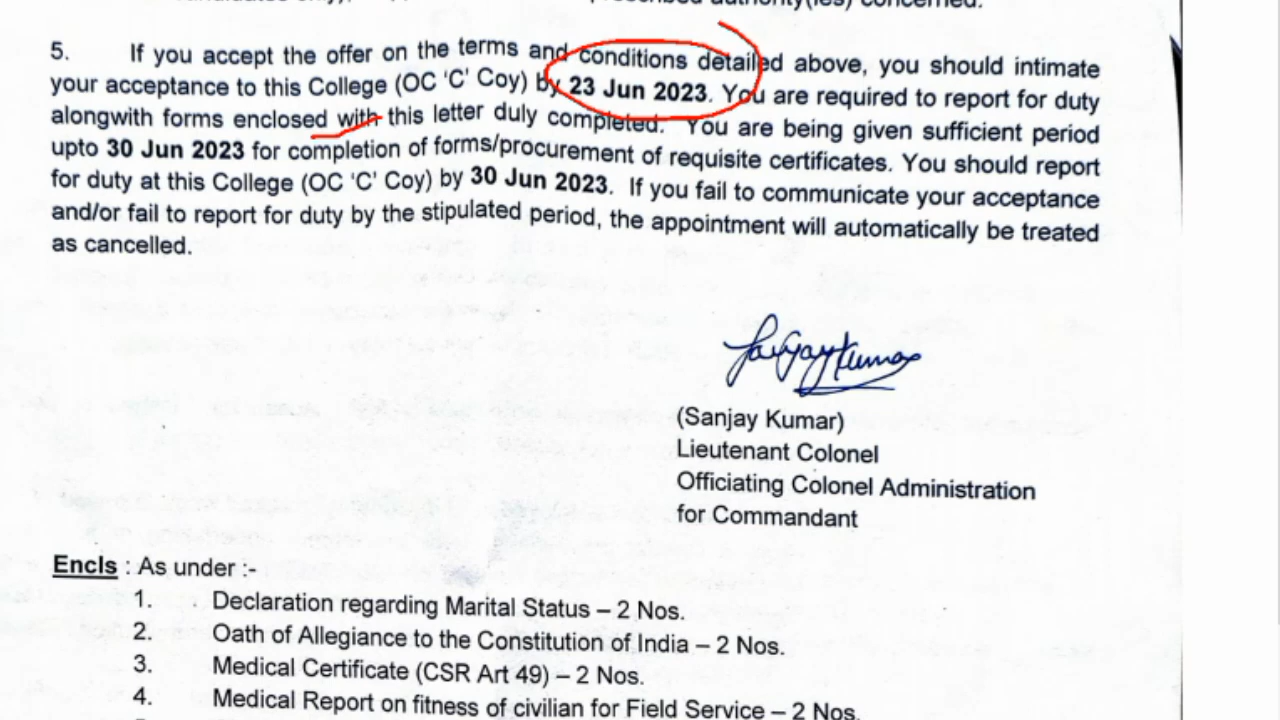 5. If you accept the offer on the terms and conditions detailed above, you should intimate
your acceptance to this College (OC 'C' Coy) by 23 Jun 2023. You are required to report for duty
alongwith forms enclosed with this letter duly completed. You are being given sufficient period
upto 30 Jun 2023 for completion of forms/procurement of requisite certificates. You should report
for duty at this College (OC 'C' Coy) by 30 Jun 2023. If you fail to communicate your acceptance
and/or fail to report for duty by the stipulated period, the appointment will automatically be treated
as cancelled.
Sanjay Kumar
(Sanjay Kumar)
Lieutenant Colonel
Officiating Colonel Administration
for Commandant
Encls : As under :-
1. Declaration regarding Marital Status – 2 Nos.
2. Oath of Allegiance to the Constitution of India – 2 Nos.
3. Medical Certificate (CSR Art 49) – 2 Nos.
4. Medical Report on fitness of civilian for Field Service – 2 Nos.